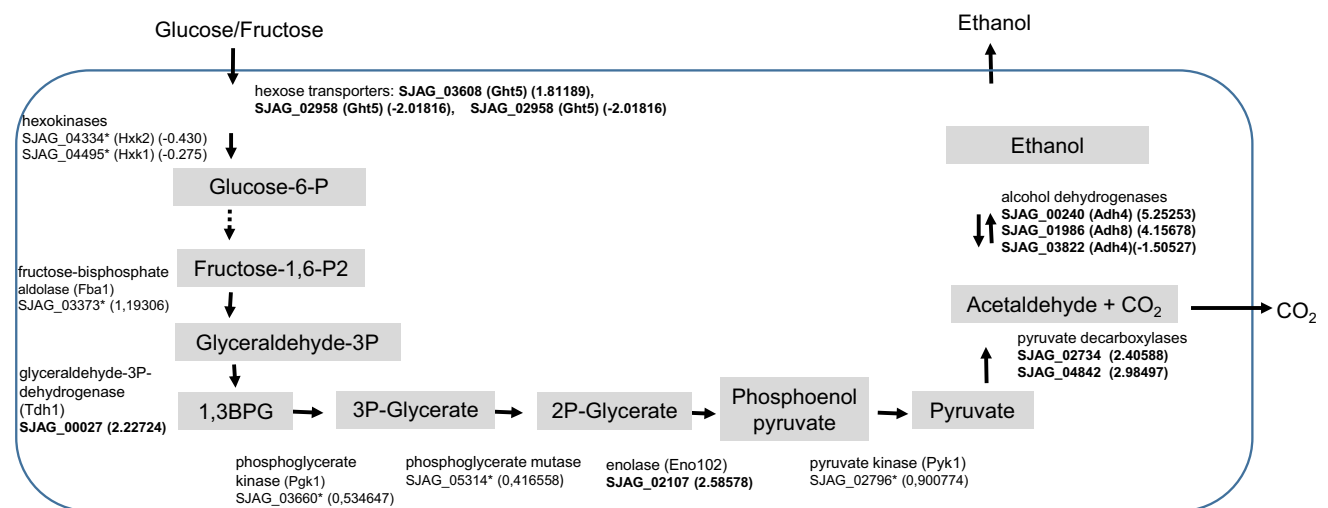 Glucose/Fructose
Ethanol
hexose transporters: SJAG_03608 (Ght5) (1.81189),
SJAG_02958 (Ght5) (-2.01816), SJAG_02958 (Ght5) (-2.01816)
hexokinases
SJAG_04334* (Hxk2) (-0.430)
SJAG_04495* (Hxk1) (-0.275)
Glucose-6-P
Ethanol
alcohol dehydrogenases
SJAG_00240 (Adh4) (5.25253)
SJAG_01986 (Adh8) (4.15678)
SJAG_03822 (Adh4)(-1.50527)
Fructose-1,6-P2
fructose-bisphosphate
aldolase (Fba1)
SJAG_03373* (1,19306)
Acetaldehyde + CO2
CO2
Glyceraldehyde-3P
pyruvate decarboxylases
SJAG_02734 (2.40588)
SJAG_04842 (2.98497)
glyceraldehyde-3P-
dehydrogenase
(Tdh1)
SJAG_00027 (2.22724)
1,3BPG
3P-Glycerate
2P-Glycerate
Phosphoenol
pyruvate
Pyruvate
phosphoglycerate
kinase (Pgk1)
SJAG_03660* (0,534647)
phosphoglycerate mutase
SJAG_05314* (0,416558)
enolase (Eno102)
SJAG_02107 (2.58578)
pyruvate kinase (Pyk1)
SJAG_02796* (0,900774)